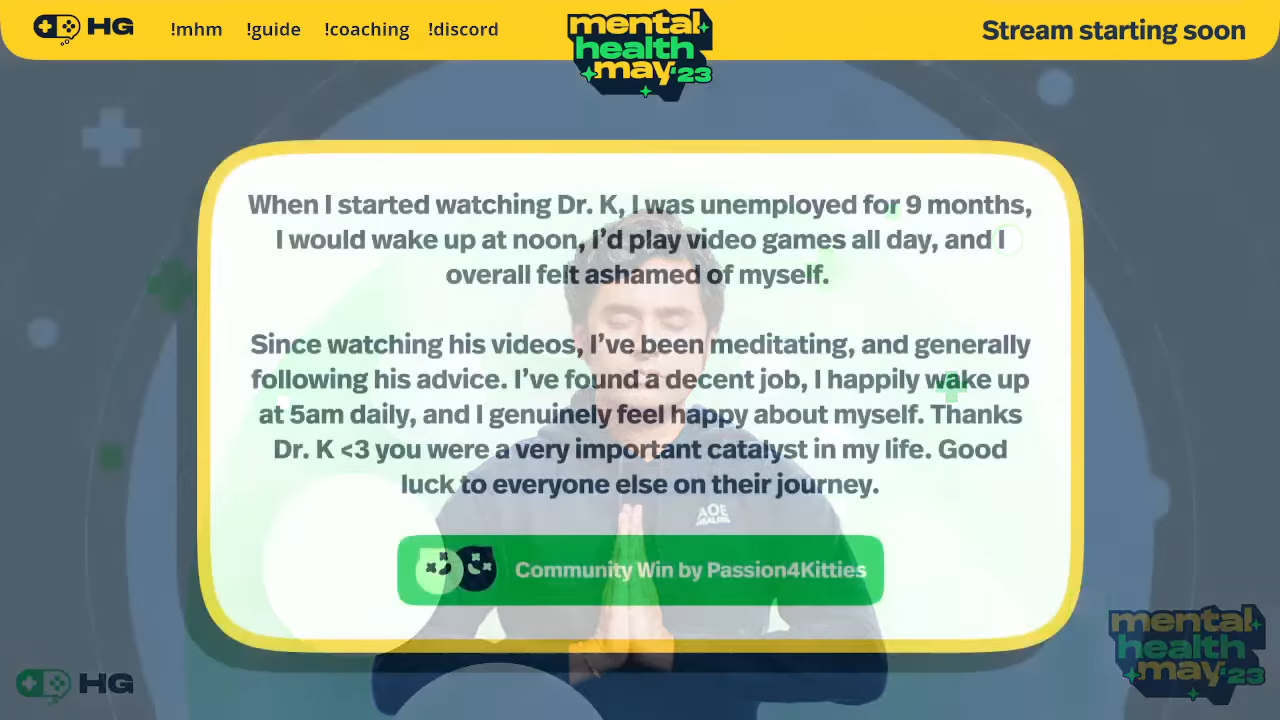 HG !mhm !guide !coaching !discord
mental
health
may'23
Stream starting soon
When I started watching Dr. K, I was unemployed for 9 months,
I would wake up at noon, I'd play video games all day, and I
overall felt ashamed of myself.
Since watching his videos, I've been meditating, and generally
following his advice. I've found a decent job, I happily wake up
at 5am daily, and I genuinely feel happy about myself. Thanks
Dr. K <3 you were a very important catalyst in my life. Good
luck to everyone else on their journey.
AOE
HEALING
Community Win by Passion4Kitties
HG
mental
health
may'23